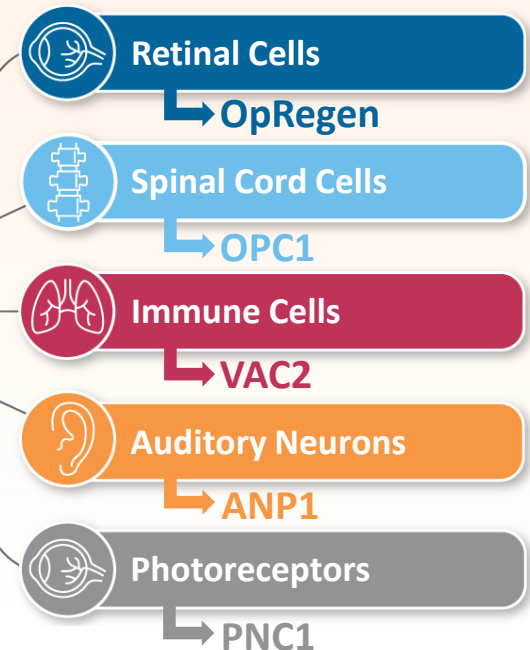 Retinal Cells
OpRegen
Spinal Cord Cells
OPC1
Immune Cells
VAC2
Auditory Neurons
ANP1
Photoreceptors
PNC1